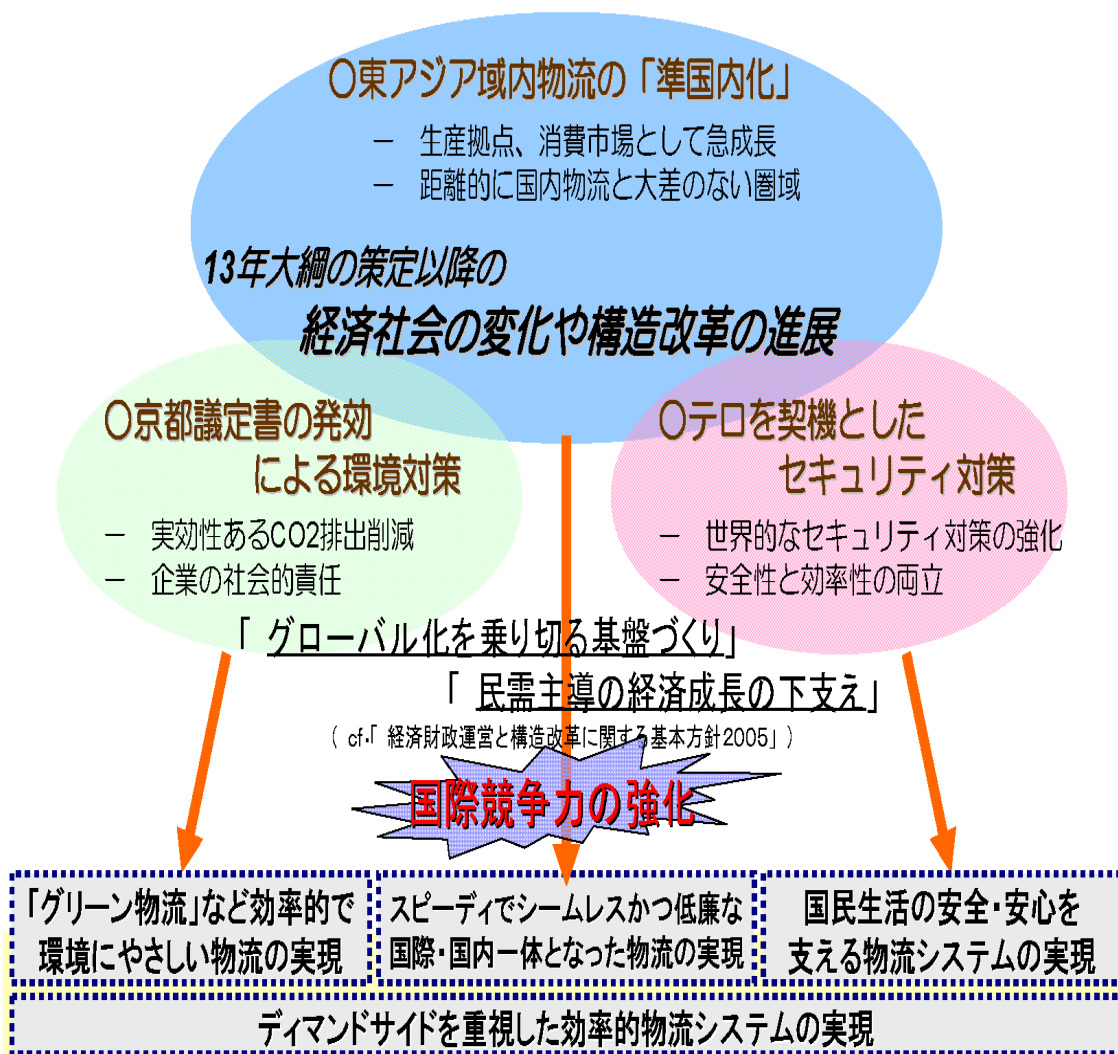 ○東アジア域内物流の「準国内化」
－ 生産拠点、消費市場として急成長
－ 距離的に国内物流と大差のない圏域
13年大綱の策定以降の
経済社会の変化や構造改革の進展
○京都議定書の発効
による環境対策
－ 実効性あるCO2排出削減
－ 企業の社会的責任
○テロを契機とした
セキュリティ対策
－ 世界的なセキュリティ対策の強化
－ 安全性と効率性の両立
「 グローバル化を乗り切る基盤づくり」
「 民需主導の経済成長の下支え」
( cf.「 経済財政運営と構造改革に関する基本方針2005」)
国際競争力の強化
「グリーン物流」など効率的で
環境にやさしい物流の実現
スピーディでシームレスかつ低廉な
国際・国内一体となった物流の実現
国民生活の安全・安心を
支える物流システムの実現
ディマンドサイドを重視した効率的物流システムの実現